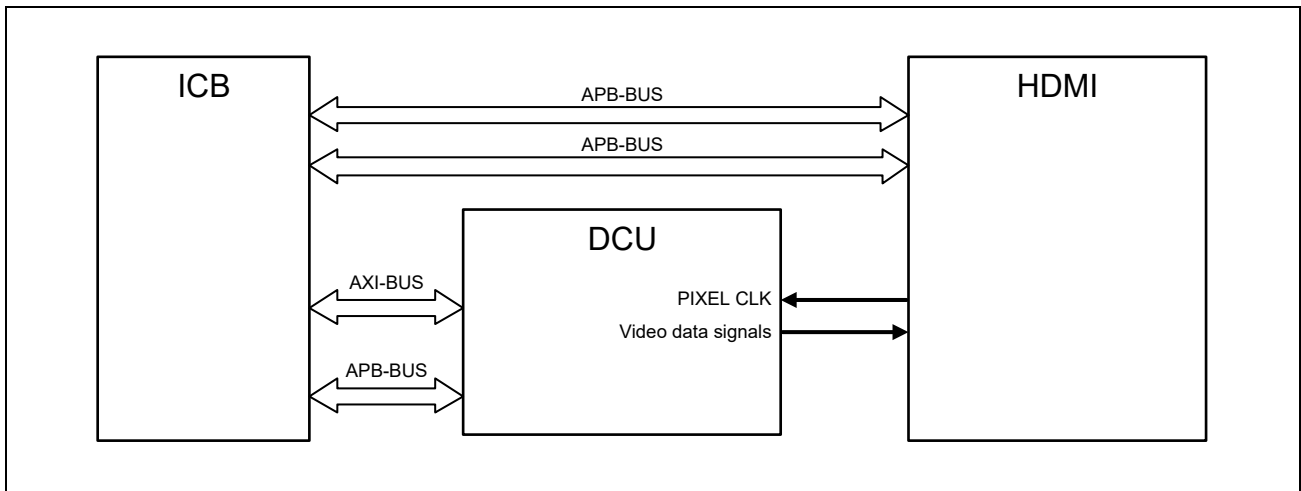 ICB
HDMI
APB-BUS
APB-BUS
DCU
AXI-BUS
PIXEL CLK
Video data signals
APB-BUS